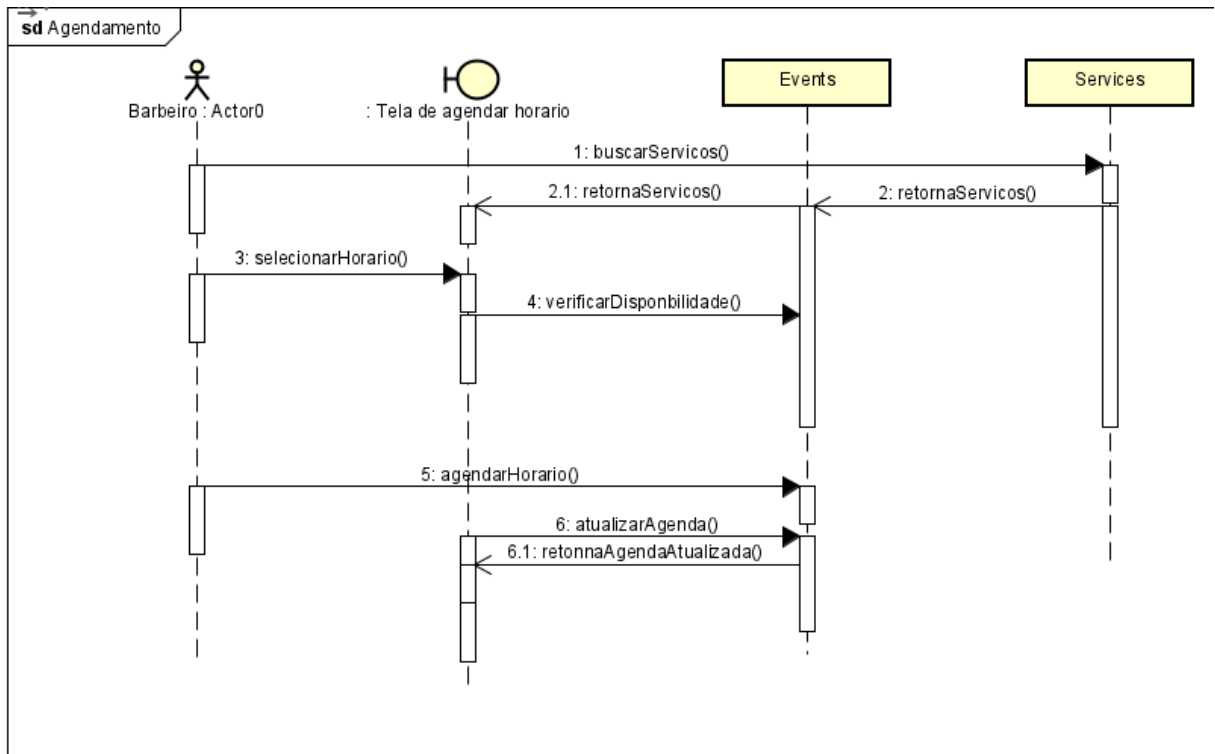 sd Agendamento
Barbeiro : Actor0
: Tela de agendar horario
Events
Services
1: buscarServicos()
2.1: retornaServicos()
2: retornaServicos()
3: selecionarHorario()
4: verificarDisponbilidade()
5: agendarHorario()
6: atualizarAgenda()
6.1: retonnaAgendaAtualizada()